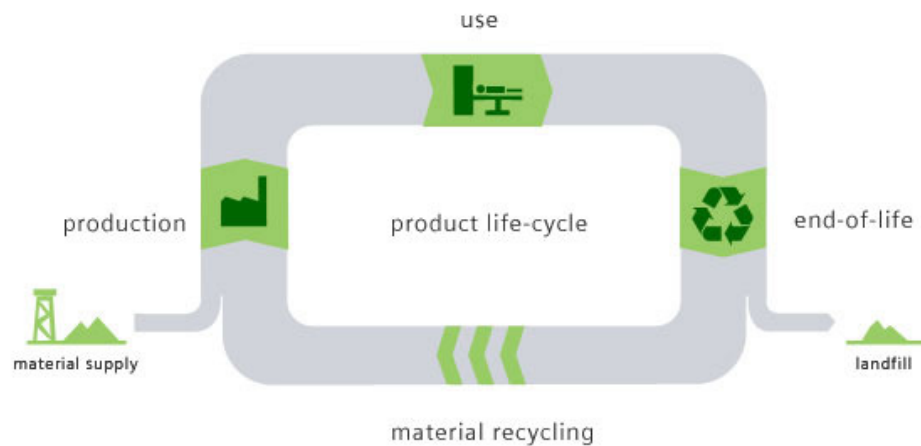 use
production
product life-cycle
end-of-life
material supply
landfill
material recycling